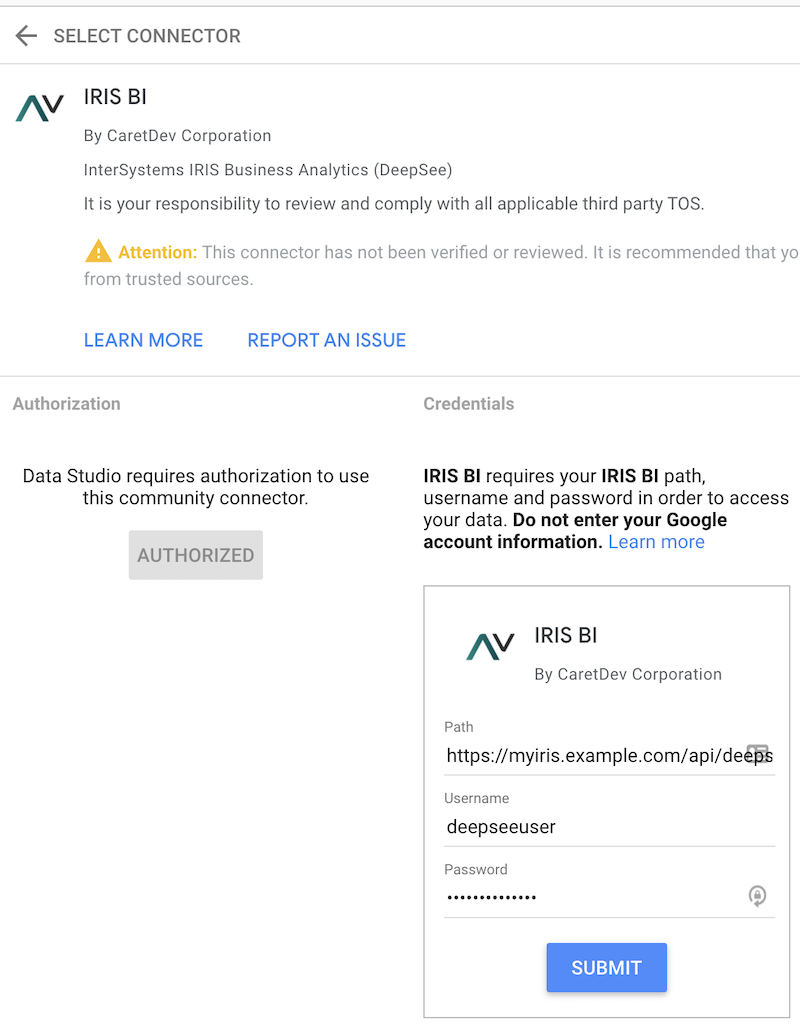 SELECT CONNECTOR
IRIS BI
By CaretDev Corporation
InterSystems IRIS Business Analytics (DeepSee)
It is your responsibility to review and comply with all applicable third party TOS.
Attention: This connector has not been verified or reviewed. It is recommended that yo
from trusted sources.
LEARN MORE REPORT AN ISSUE
Authorization
Data Studio requires authorization to use
this community connector.
AUTHORIZED
Credentials
IRIS BI requires your IRIS BI path,
username and password in order to access
your data. Do not enter your Google
account information. Learn more
IRIS BI
By CaretDev Corporation
Path
https://myiris.example.com/api/deeps
Username
deepseeuser
Password
••••••••••••••
SUBMIT